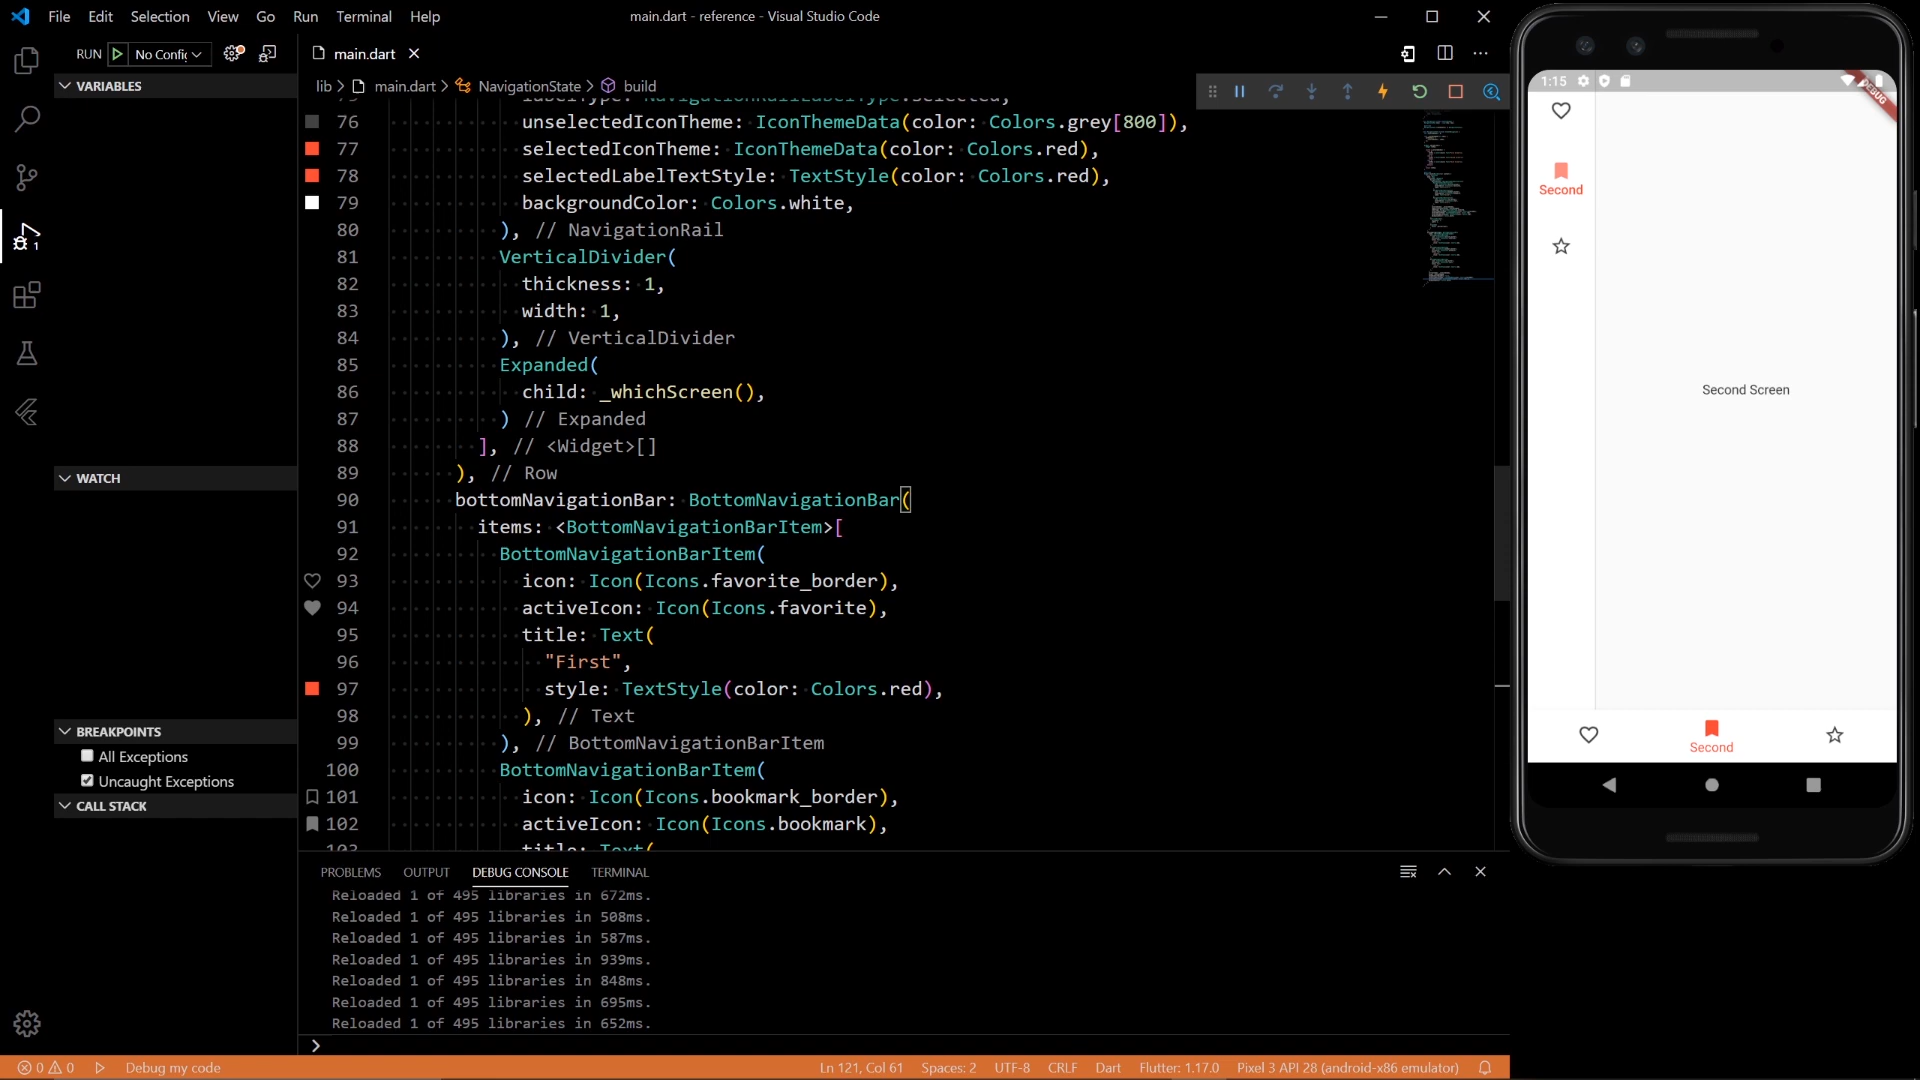 File Edit Selection View Go Run Terminal Help
main.dart - reference - Visual Studio Code
RUN No Config
main.dart
lib > main.dart > NavigationState > build
VARIABLES
WATCH
BREAKPOINTS
All Exceptions
Uncaught Exceptions
CALL STACK
75 labelType: NavigationRailLabelType.selected,
76 unselectedIconTheme: IconThemeData(color: Colors.grey[800]),
77 selectedIconTheme: IconThemeData(color: Colors.red),
78 selectedLabelTextStyle: TextStyle(color: Colors.red),
79 backgroundColor: Colors.white,
80 ), // NavigationRail
81 VerticalDivider(
82 thickness: 1,
83 width: 1,
84 ), // VerticalDivider
85 Expanded(
86 child: _whichScreen(),
87 ) // Expanded
88 ], // <Widget>[]
89 ), // Row
90 bottomNavigationBar: BottomNavigationBar(
91 items: <BottomNavigationBarItem>[
92 BottomNavigationBarItem(
93 icon: Icon(Icons.favorite_border),
94 activeIcon: Icon(Icons.favorite),
95 title: Text(
96 "First",
97 style: TextStyle(color: Colors.red),
98 ), // Text
99 ), // BottomNavigationBarItem
100 BottomNavigationBarItem(
101 icon: Icon(Icons.bookmark_border),
102 activeIcon: Icon(Icons.bookmark),
103 title: Text(
PROBLEMS OUTPUT DEBUG CONSOLE TERMINAL
Reloaded 1 of 495 libraries in 672ms.
Reloaded 1 of 495 libraries in 508ms.
Reloaded 1 of 495 libraries in 587ms.
Reloaded 1 of 495 libraries in 939ms.
Reloaded 1 of 495 libraries in 848ms.
Reloaded 1 of 495 libraries in 695ms.
Reloaded 1 of 495 libraries in 652ms.
0 0 Debug my code
Ln 121, Col 61 Spaces: 2 UTF-8 CRLF Dart Flutter: 1.17.0 Pixel 3 API 28 (android-x86 emulator)
1:15
DEBUG
Second
Second Screen
Second